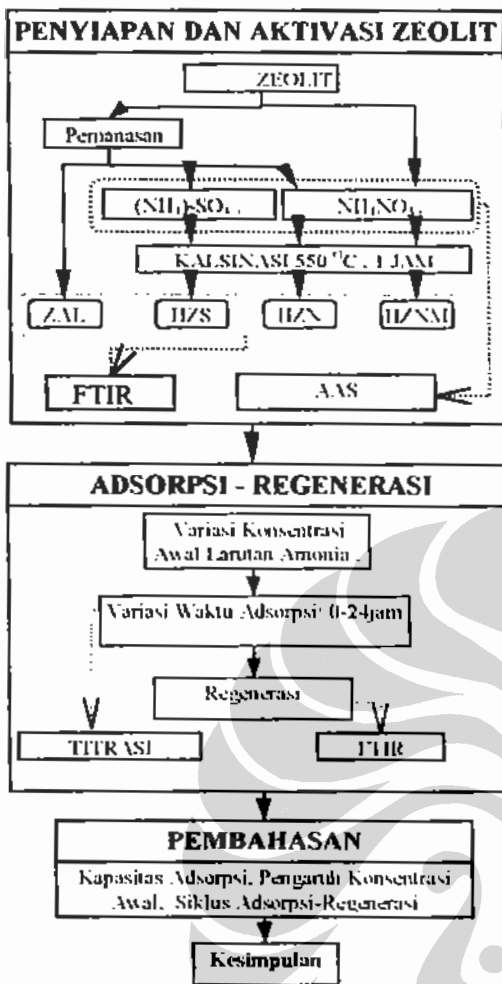 PENYIAPAN DAN AKTIVASI ZEOLIT
ZEOLIT
Pemanasan
(NH4)2SO4
NH4NO3
KALSINASI 550 °C, 1 JAM
ZAL
HZS
HZN
HZNM
FTIR
AAS
ADSORPSI - REGENERASI
Variasi Konsentrasi
Awal Larutan Amonia
Variasi Waktu Adsorpsi: 0-24jam
Regenerasi
TITRASI
FTIR
PEMBAHASAN
Kapasitas Adsorpsi, Pengaruh Konsentrasi
Awal, Siklus Adsorpsi-Regenerasi
Kesimpulan